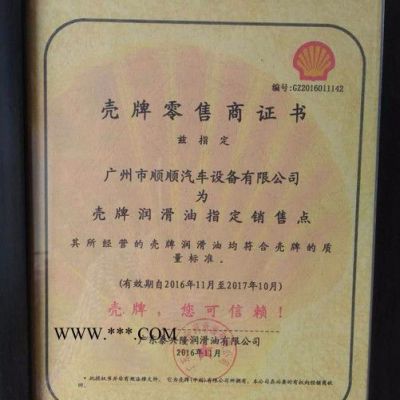 编号:GZ2016011142
壳牌零售商证书
兹指定
广州市顺顺汽车设备有限公司
为
壳牌润滑油指定销售点
其所经营的壳牌润滑油均符合壳牌的质
量标准。
(有效期自2016年11月至2017年10月)
壳牌，您可信赖！
WWW.***.COM
广东泰兴隆润滑油有限公司
2016年11月